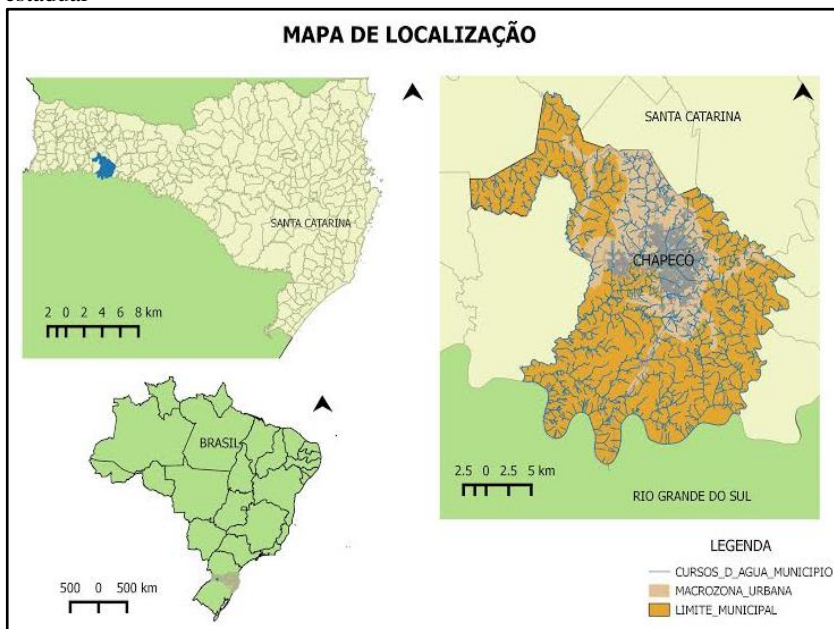 estadual
MAPA DE LOCALIZAÇÃO
SANTA CATARINA
2 0 2 4 6 8 km
BRASIL
500 0 500 km
SANTA CATARINA
CHAPECÓ
2.5 0 2.5 5 km
RIO GRANDE DO SUL
LEGENDA
CURSOS_D_AGUA_MUNICIPIO
MACROZONA_URBANA
LIMITE_MUNICIPAL